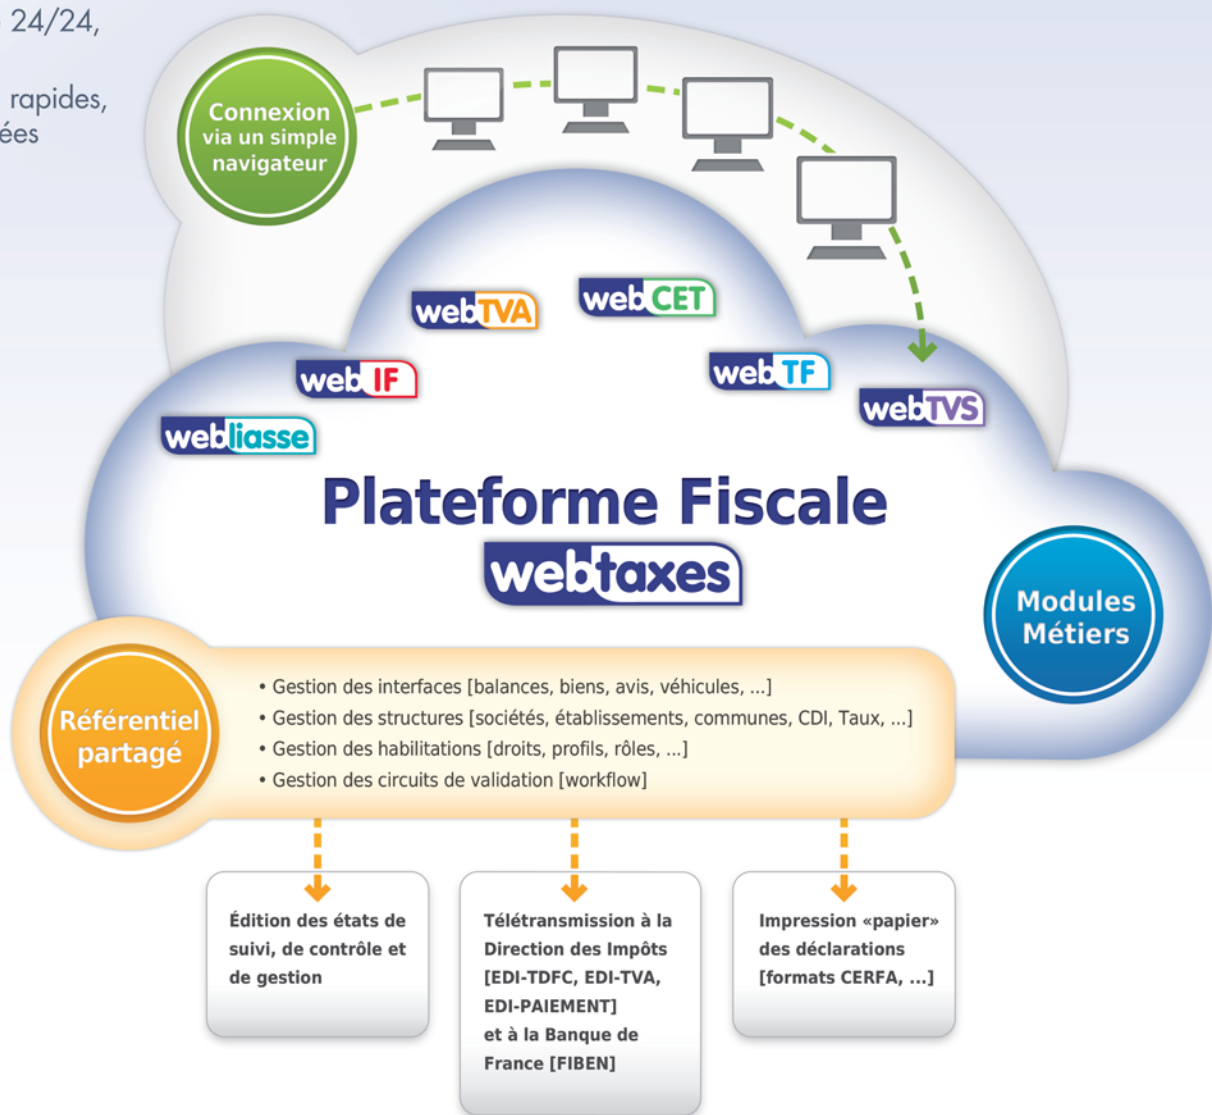 24/24,
rapides,
ées
Connexion
via un simple
navigateur
webTVA
webCET
webIF
webTF
webliasse
webTVS
Plateforme Fiscale
webtaxes
Modules
Métiers
Référentiel
partagé
• Gestion des interfaces [balances, biens, avis, véhicules, ...]
• Gestion des structures [sociétés, établissements, communes, CDI, Taux, ...]
• Gestion des habilitations [droits, profils, rôles, ...]
• Gestion des circuits de validation [workflow]
Édition des états de
suivi, de contrôle et
de gestion
Télétransmission à la
Direction des Impôts
[EDI-TDFC, EDI-TVA,
EDI-PAIEMENT]
et à la Banque de
France [FIBEN]
Impression «papier»
des déclarations
[formats CERFA, ...]